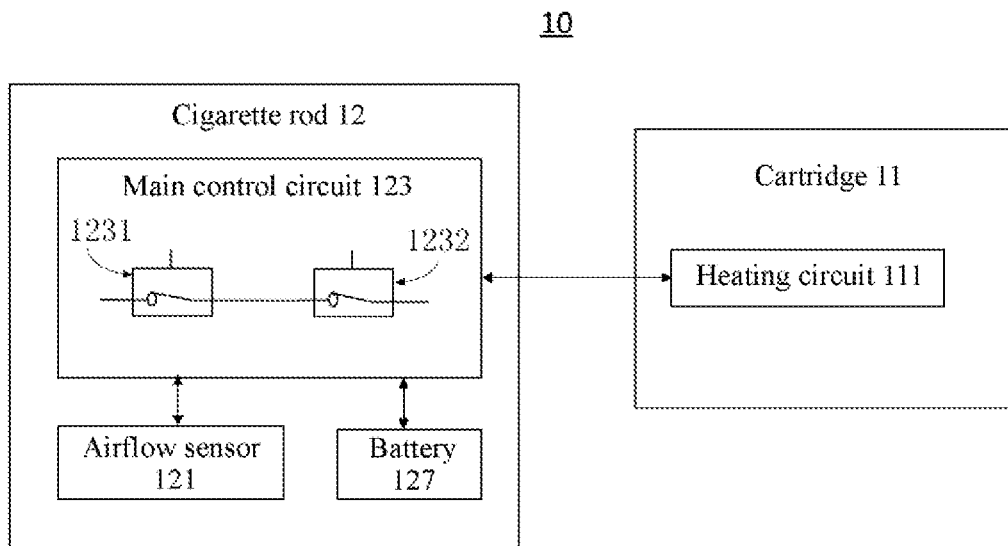 10
Cigarette rod 12
Main control circuit 123
1231
1232
Airflow sensor
121
Battery
127
Cartridge 11
Heating circuit 111